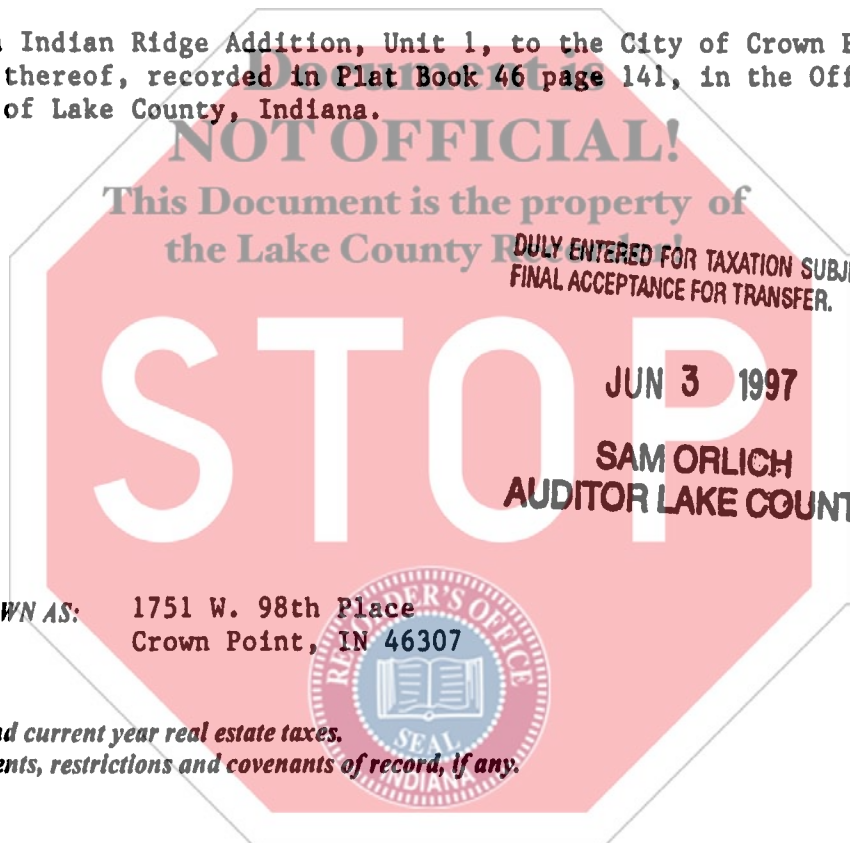 Indian Ridge Addition, Unit 1, to the City of Crown
thereof, recorded in Plat Book 46 page 141, in the
of Lake County, Indiana.
Document is
NOT OFFICIAL!
This Document is the property of
the Lake County Recorder!
DULY ENTERED FOR TAXATION
FINAL ACCEPTANCE FOR TRANSFER.
STOP
JUN 3 1997
SAM ORLICH
AUDITOR LAKE
WN AS: 1751 W. 98th Place
Crown Point, IN 46307
RECORDER'S OFFICE
SEAL
INDIANA
current year real estate taxes.
restrictions and covenants of record, if any.